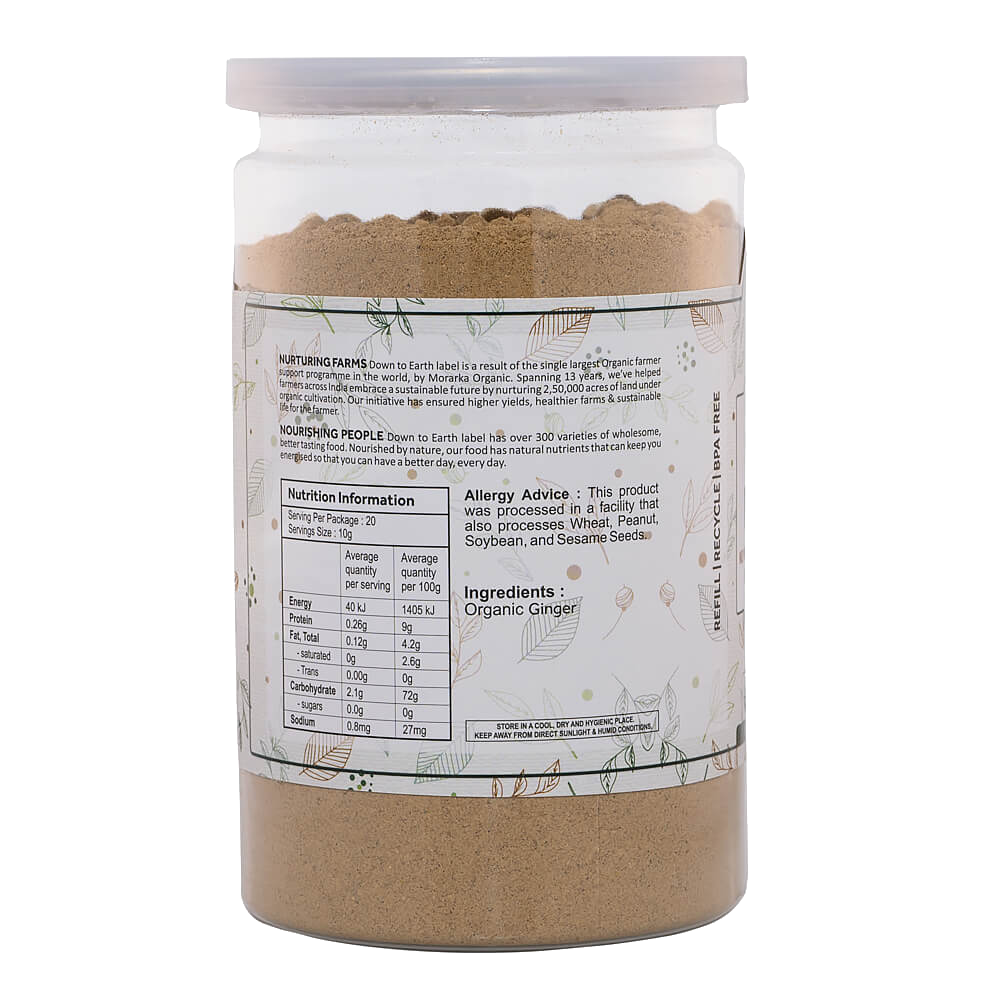 NURTURING FARMS Down to Earth label is a result of the single largest Organic farmer
support programme in the world, by Morarka Organic. Spanning 13 years, we've helped
farmers across India embrace a sustainable future by nurturing 2,50,000 acres of land under
organic cultivation. Our initiative has ensured higher yields, healthier farms & sustainable
life for the farmer.
NOURISHING PEOPLE Down to Earth label has over 300 varieties of wholesome,
better tasting food. Nourished by nature, our food has natural nutrients that can keep you
energised so that you can have a better day, every day.
Nutrition Information
Serving Per Package : 20
Servings Size : 10g
Average quantity per serving Average quantity per 100g
Energy 40 kJ 1405 kJ
Protein 0.26g 9g
Fat, Total 0.12g 4.2g
- saturated 0g 2.6g
- Trans 0.00g 0g
Carbohydrate 2.1g 72g
- sugars 0.0g 0g
Sodium 0.8mg 27mg
Allergy Advice : This product
was processed in a facility that
also processes Wheat, Peanut,
Soybean, and Sesame Seeds.
Ingredients :
Organic Ginger
STORE IN A COOL, DRY AND HYGIENIC PLACE.
KEEP AWAY FROM DIRECT SUNLIGHT & HUMID CONDITIONS.
REFILL | RECYCLE | BPA FREE